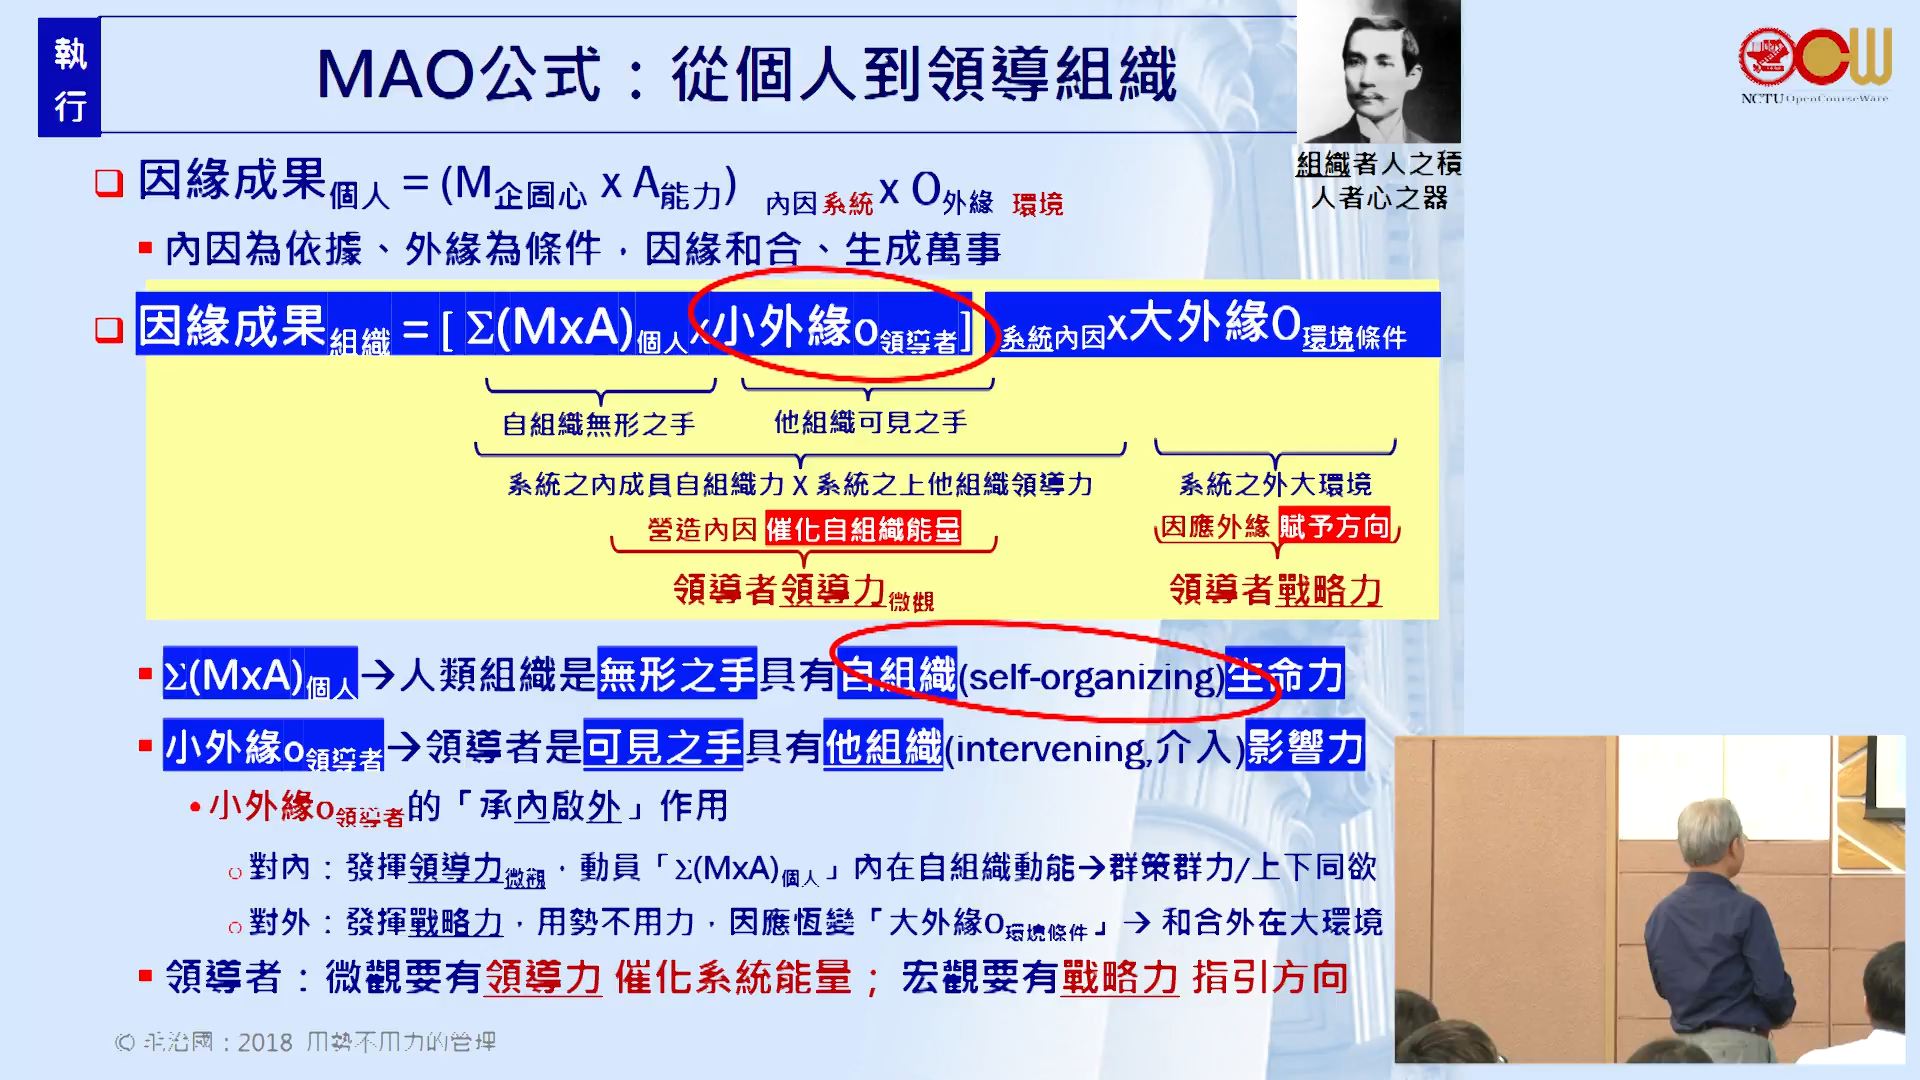 執行
MAO公式：從個人到領導組織
NCTU OpenCourseWare
組織者人之積
人者心之器
因緣成果個人 = (M企圖心 x A能力) 內因系統 x O外緣 環境
內因為依據、外緣為條件，因緣和合、生成萬事
因緣成果組織 = [ Σ(MxA)個人x小外緣o領導者] 系統內因x大外緣O環境條件
自組織無形之手 他組織可見之手
系統之內成員自組織力 X 系統之上他組織領導力 系統之外大環境
營造內因 催化自組織能量 因應外緣 賦予方向
領導者領導力微觀 領導者戰略力
Σ(MxA)個人→人類組織是無形之手具有自組織(self-organizing)生命力
小外緣o領導者→領導者是可見之手具有他組織(intervening,介入)影響力
小外緣o領導者的「承內啟外」作用
對內：發揮領導力微觀，動員「Σ(MxA)個人」內在自組織動能→群策群力/上下同欲
對外：發揮戰略力，用勢不用力，因應恆變「大外緣O環境條件」→ 和合外在大環境
領導者：微觀要有領導力 催化系統能量； 宏觀要有戰略力 指引方向
© 治國：2018 用勢不用力的管理